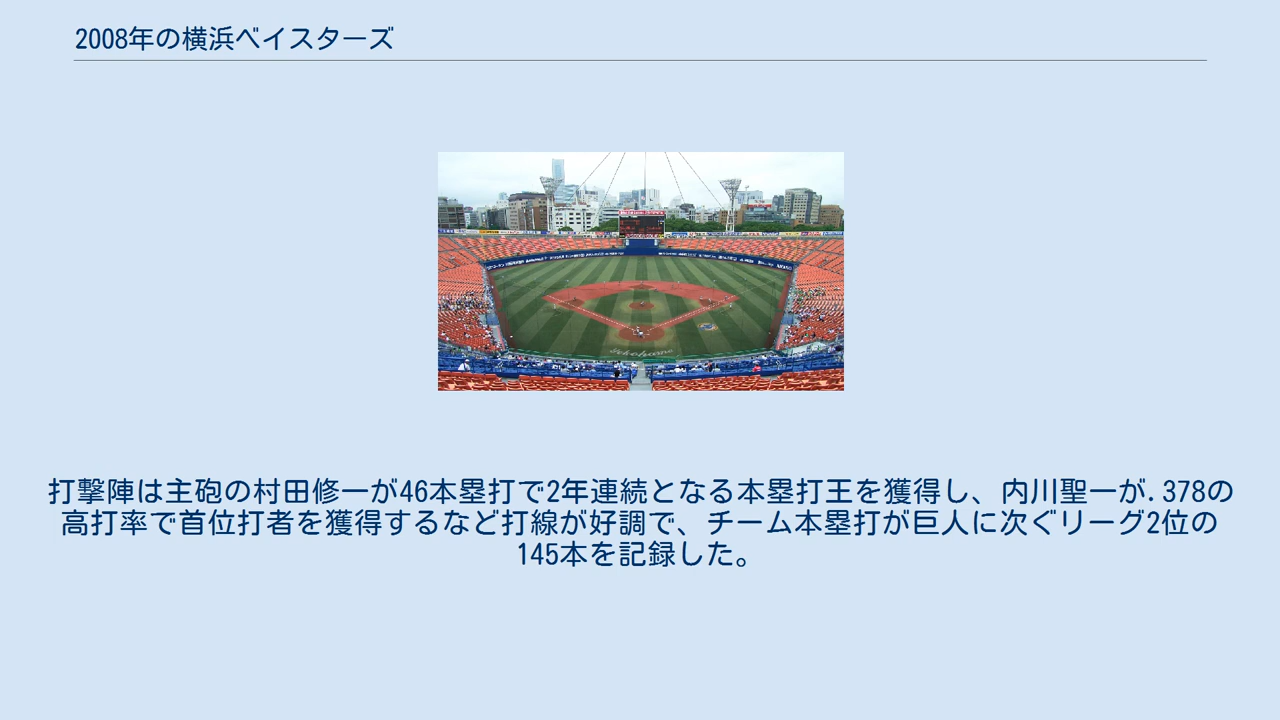 2008年の横浜ベイスターズ
打撃陣は主砲の村田修一が46本塁打で2年連続となる本塁打王を獲得し、内川聖一が.378の
高打率で首位打者を獲得するなど打線が好調で、チーム本塁打が巨人に次ぐリーグ2位の
145本を記録した。
Yokohama